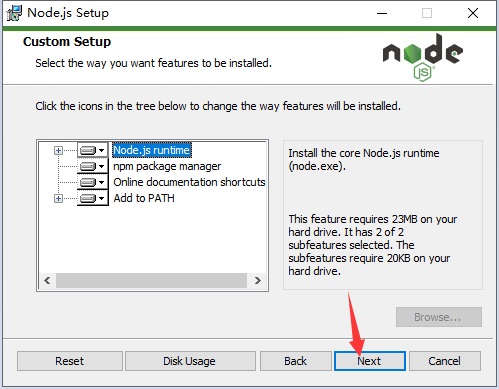 Node.js Setup
Custom Setup
Select the way you want features to be installed.
node
JS
Click the icons in the tree below to change the way features will be installed.
Node.js runtime
npm package manager
Online documentation shortcuts
Add to PATH
Install the core Node.js runtime
(node.exe).
This feature requires 23MB on your
hard drive. It has 2 of 2
subfeatures selected. The
subfeatures require 20KB on your
hard drive.
Browse...
Reset
Disk Usage
Back
Next
Cancel